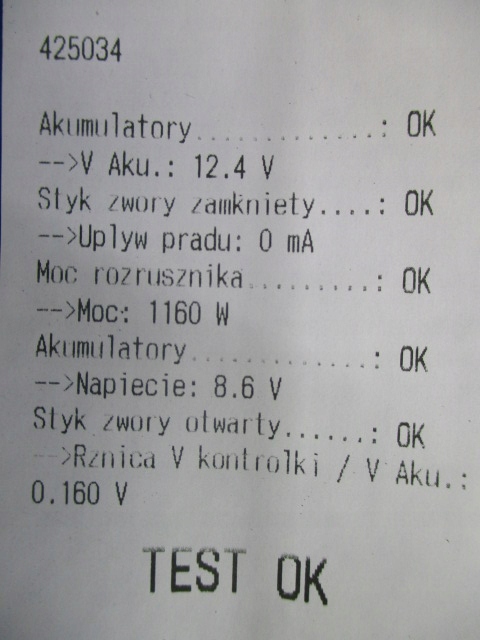 425034
Akumulatory..............: OK
-->V Aku.: 12.4 V
Styk zwory zamkniety....: OK
-->Uplyw pradu: 0 mA
Moc rozrusznika.........: OK
-->Moc: 1160 W
Akumulatory.............: OK
-->Napiecie: 8.6 V
Styk zwory otwarty......: OK
-->Rznica V kontrolki / V Aku.:
0.160 V
TEST OK